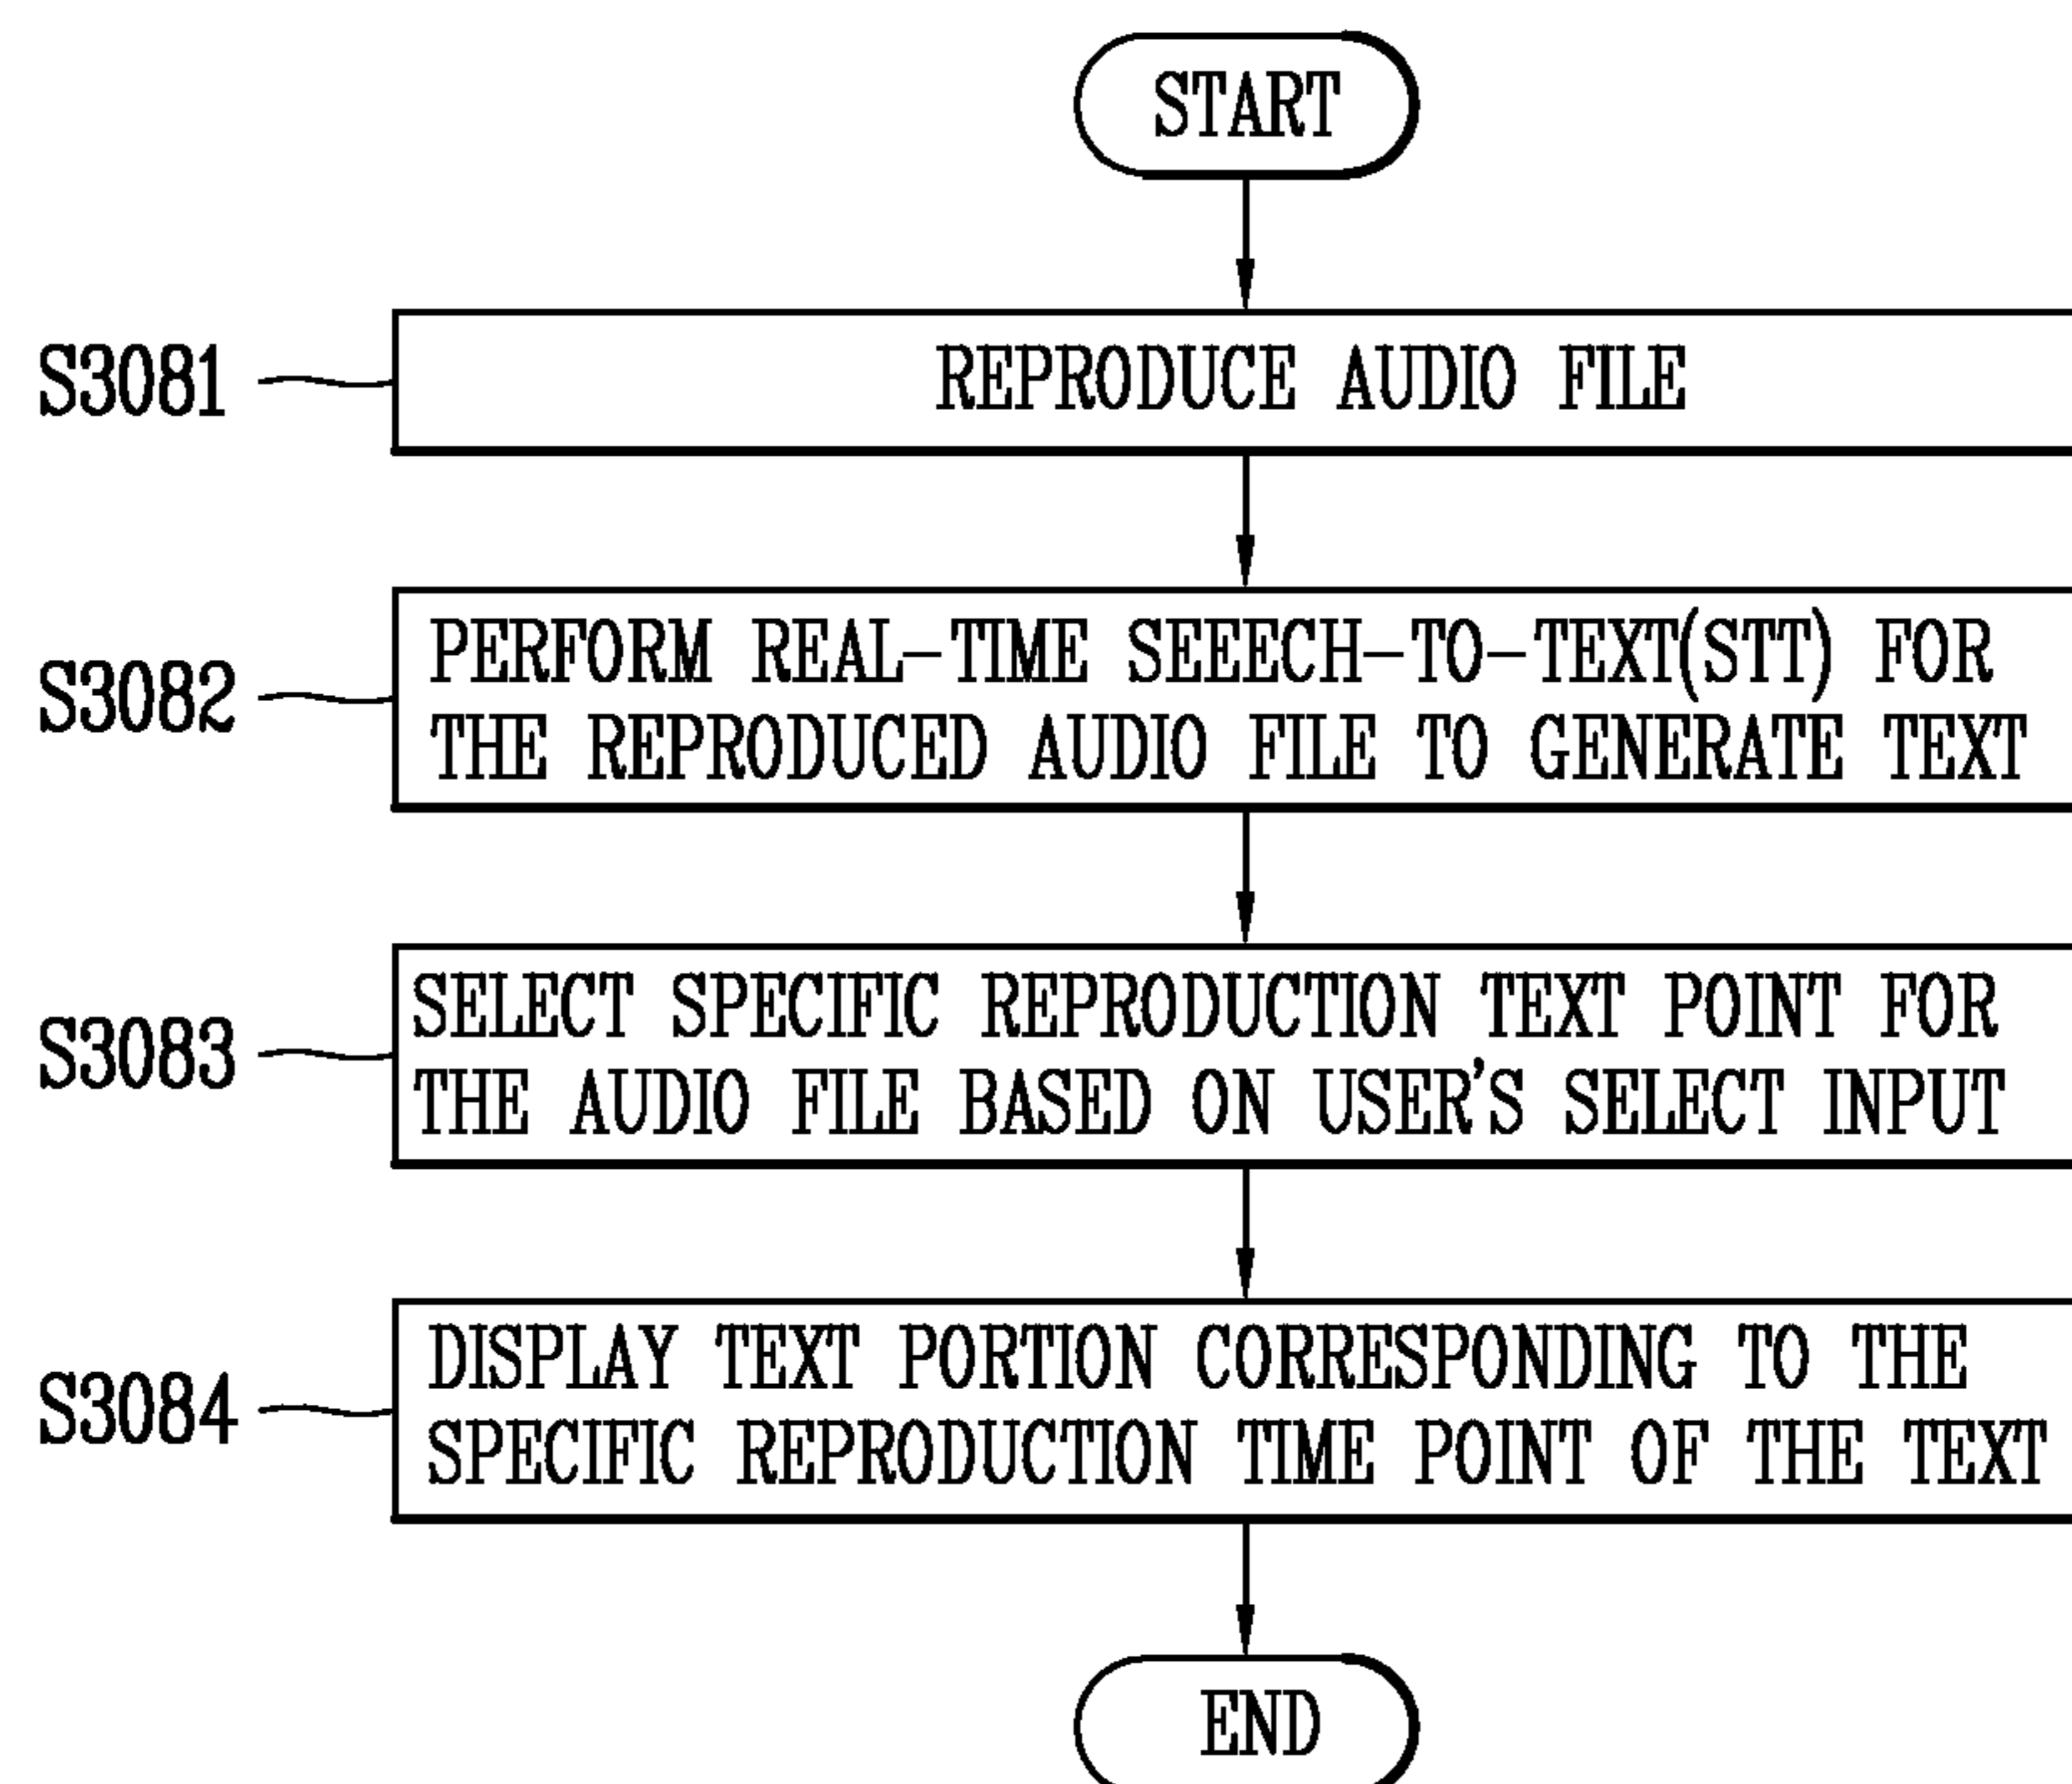 START
S3081
REPRODUCE AUDIO FILE
S3082
PERFORM REAL-TIME SEEECH-TO-TEXT(STT) FOR
THE REPRODUCED AUDIO FILE TO GENERATE TEXT
S3083
SELECT SPECIFIC REPRODUCTION TEXT POINT FOR
THE AUDIO FILE BASED ON USER'S SELECT INPUT
S3084
DISPLAY TEXT PORTION CORRESPONDING TO THE
SPECIFIC REPRODUCTION TIME POINT OF THE TEXT
END